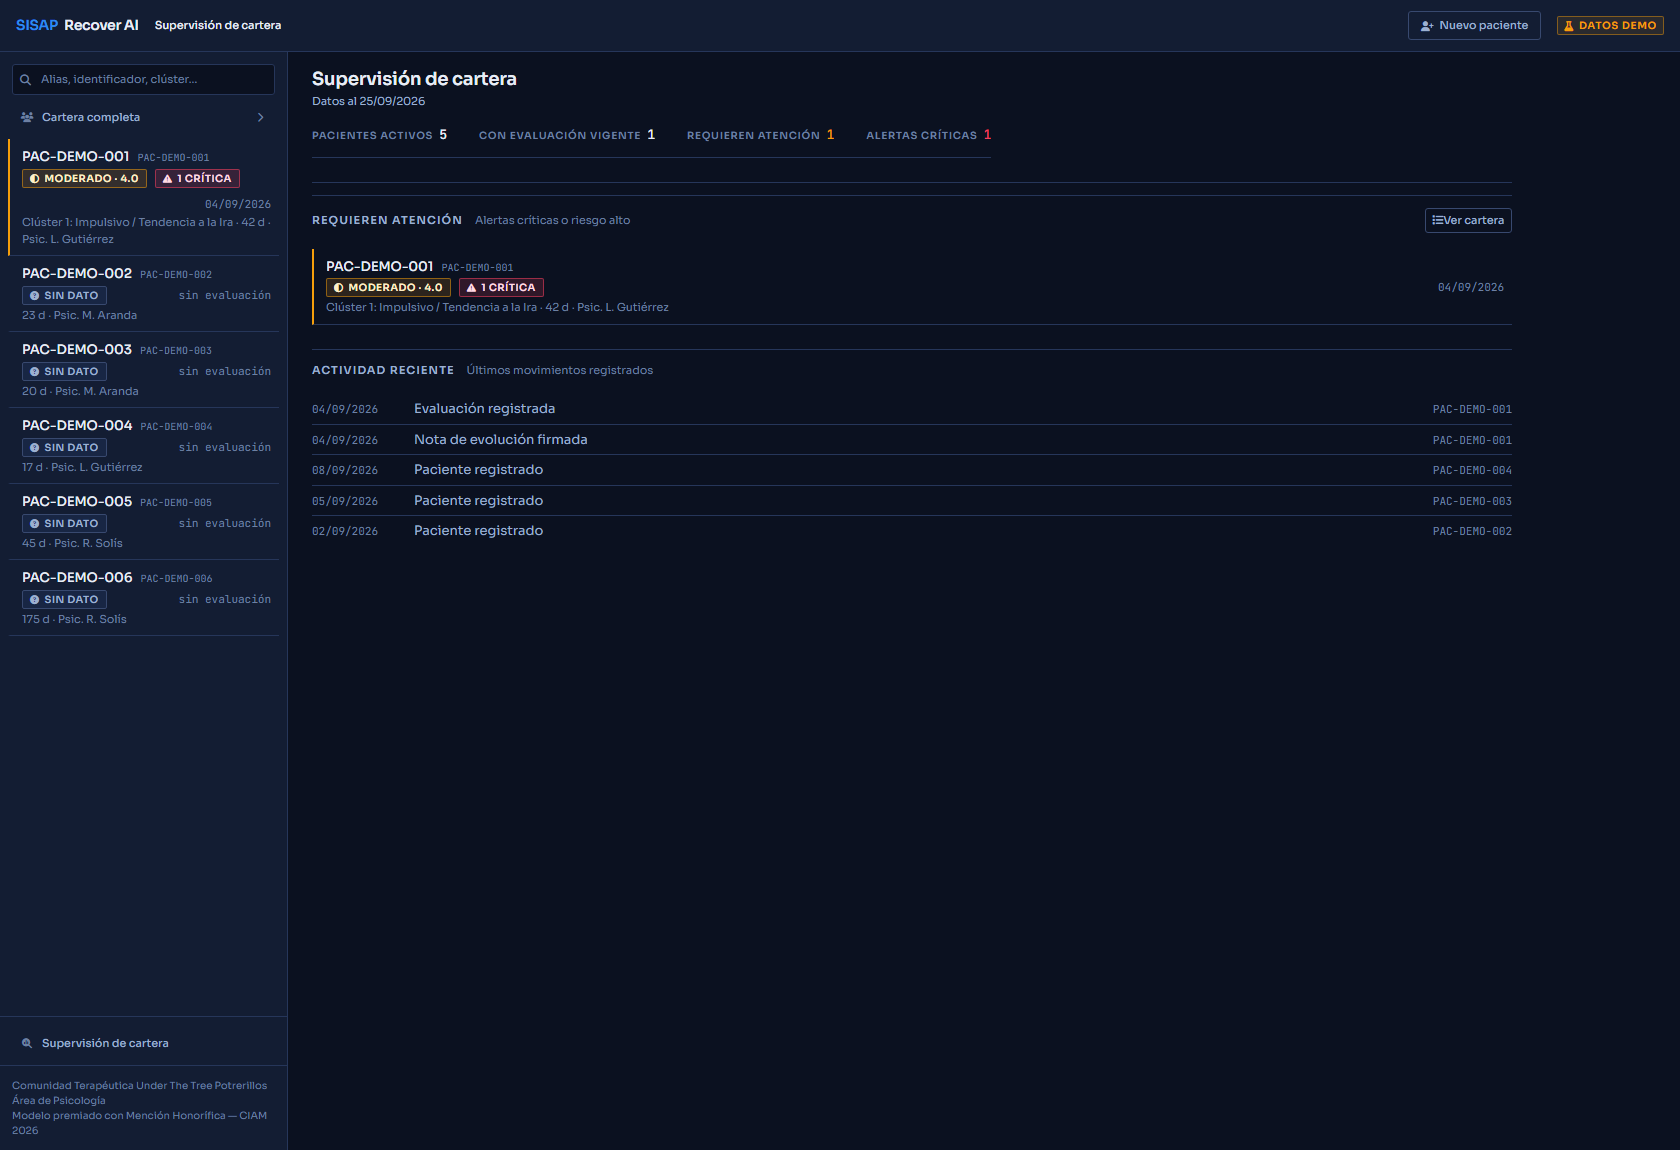 SISAP Recover AI Supervisión de cartera
Nuevo paciente
DATOS DEMO
Alias, identificador, clúster...
Cartera completa
PAC-DEMO-001 PAC-DEMO-001
MODERADO · 4.0 1 CRÍTICA
04/09/2026
Clúster 1: Impulsivo / Tendencia a la Ira · 42 d ·
Psic. L. Gutiérrez
PAC-DEMO-002 PAC-DEMO-002
SIN DATO sin evaluación
23 d · Psic. M. Aranda
PAC-DEMO-003 PAC-DEMO-003
SIN DATO sin evaluación
20 d · Psic. M. Aranda
PAC-DEMO-004 PAC-DEMO-004
SIN DATO sin evaluación
17 d · Psic. L. Gutiérrez
PAC-DEMO-005 PAC-DEMO-005
SIN DATO sin evaluación
45 d · Psic. R. Solís
PAC-DEMO-006 PAC-DEMO-006
SIN DATO sin evaluación
175 d · Psic. R. Solís
Supervisión de cartera
Comunidad Terapéutica Under The Tree Potrerillos
Área de Psicología
Modelo premiado con Mención Honorífica — CIAM
2026
Supervisión de cartera
Datos al 25/09/2026
PACIENTES ACTIVOS 5 CON EVALUACIÓN VIGENTE 1 REQUIEREN ATENCIÓN 1 ALERTAS CRÍTICAS 1
REQUIEREN ATENCIÓN Alertas críticas o riesgo alto
Ver cartera
PAC-DEMO-001 PAC-DEMO-001
MODERADO · 4.0 1 CRÍTICA
04/09/2026
Clúster 1: Impulsivo / Tendencia a la Ira · 42 d · Psic. L. Gutiérrez
ACTIVIDAD RECIENTE Últimos movimientos registrados
04/09/2026 Evaluación registrada PAC-DEMO-001
04/09/2026 Nota de evolución firmada PAC-DEMO-001
08/09/2026 Paciente registrado PAC-DEMO-004
05/09/2026 Paciente registrado PAC-DEMO-003
02/09/2026 Paciente registrado PAC-DEMO-002